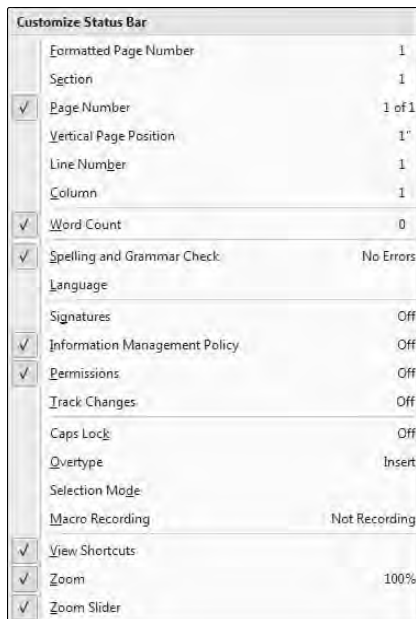 Customize Status Bar
Formatted Page Number 1
Section 1
✓ Page Number 1 of 1
Vertical Page Position 1"
Line Number 1
Column 1
✓ Word Count 0
✓ Spelling and Grammar Check No Errors
Language
Signatures Off
✓ Information Management Policy Off
✓ Permissions Off
Track Changes Off
Caps Lock Off
Overtype Insert
Selection Mode
Macro Recording Not Recording
✓ View Shortcuts
✓ Zoom 100%
✓ Zoom Slider